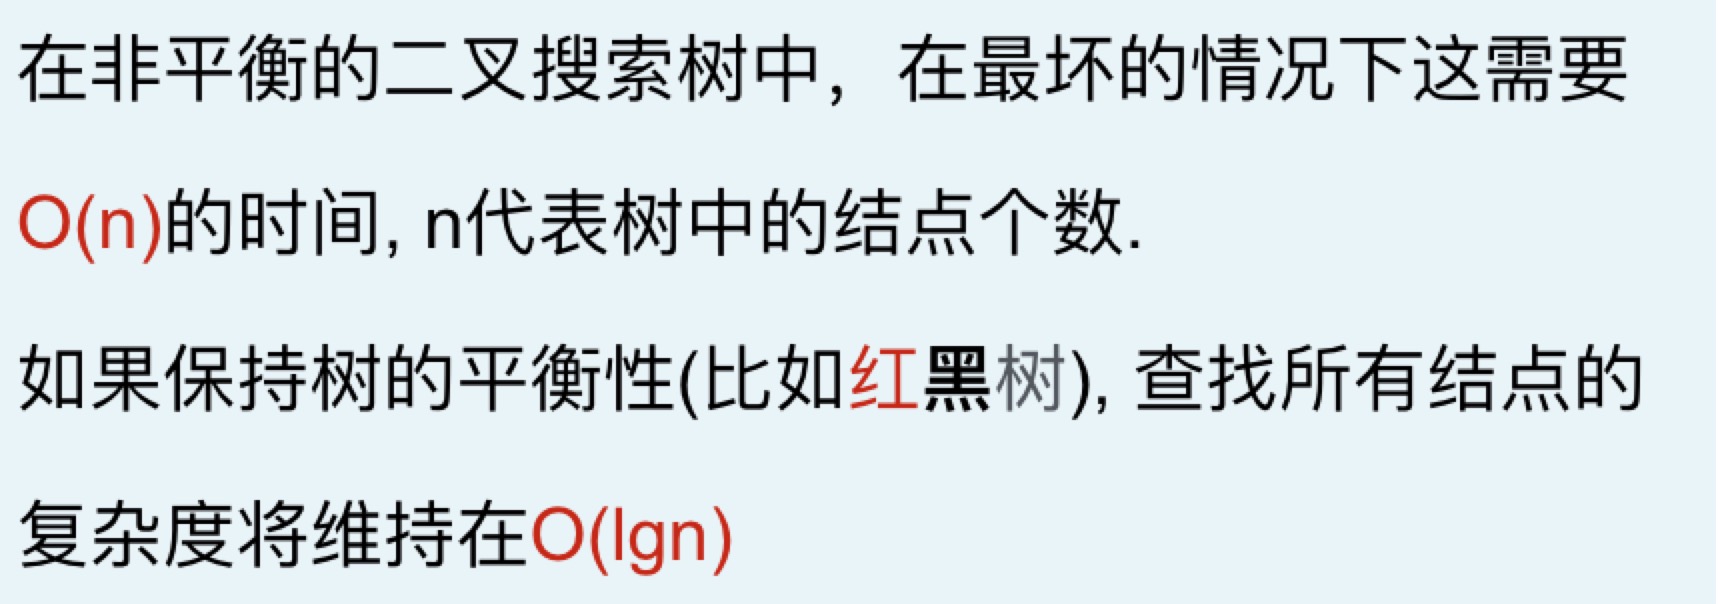 在非平衡的二叉搜索树中，在最坏的情况下这需要
O(n)的时间, n代表树中的结点个数.
如果保持树的平衡性(比如红黑树), 查找所有结点的
复杂度将维持在O(lgn)